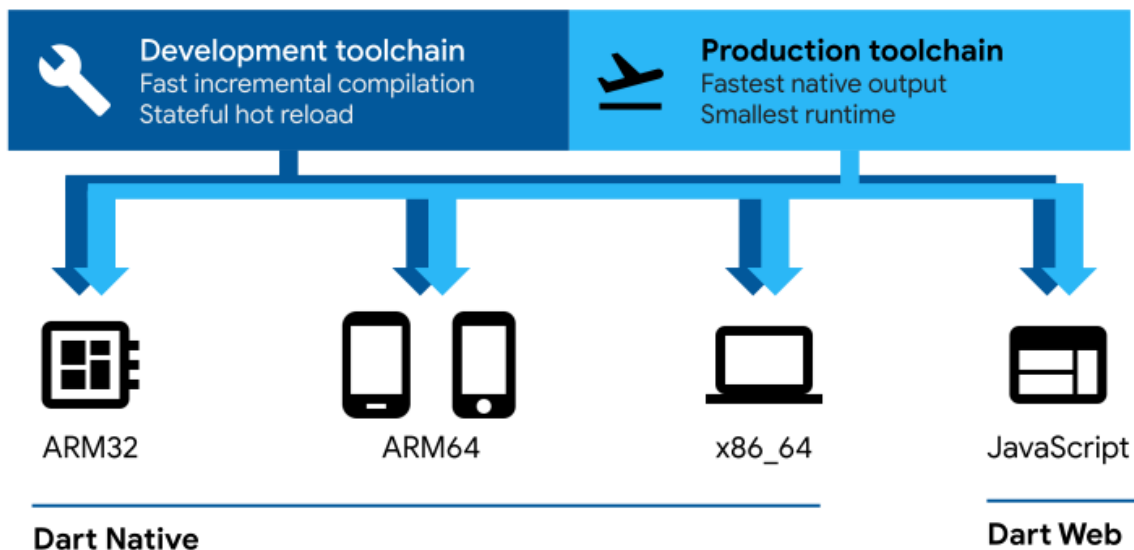 Development toolchain
Fast incremental compilation
Stateful hot reload
Production toolchain
Fastest native output
Smallest runtime
ARM32
ARM64
x86_64
JavaScript
Dart Native
Dart Web